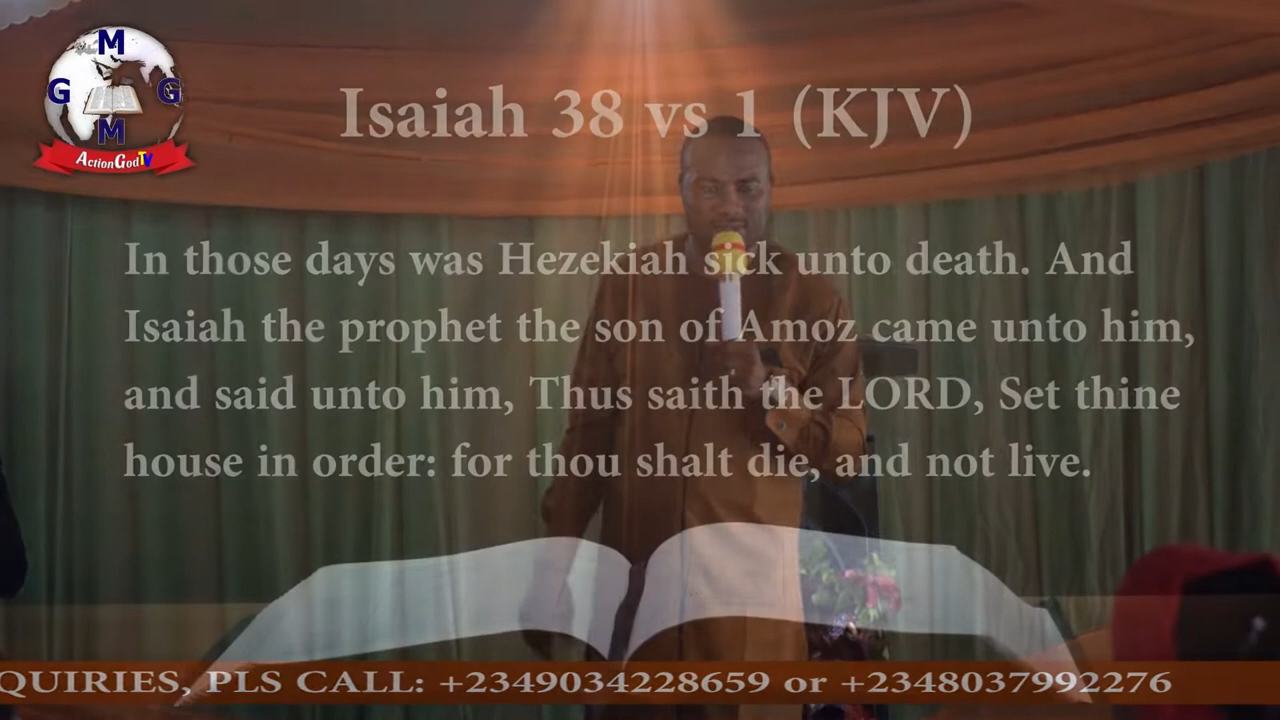 M
G G
M
ActionGodTV
Isaiah 38 vs 1 (KJV)
In those days was Hezekiah sick unto death. And
Isaiah the prophet the son of Amoz came unto him,
and said unto him, Thus saith the LORD, Set thine
house in order: for thou shalt die, and not live.
QUIRIES, PLS CALL: +2349034228659 or +2348037992276